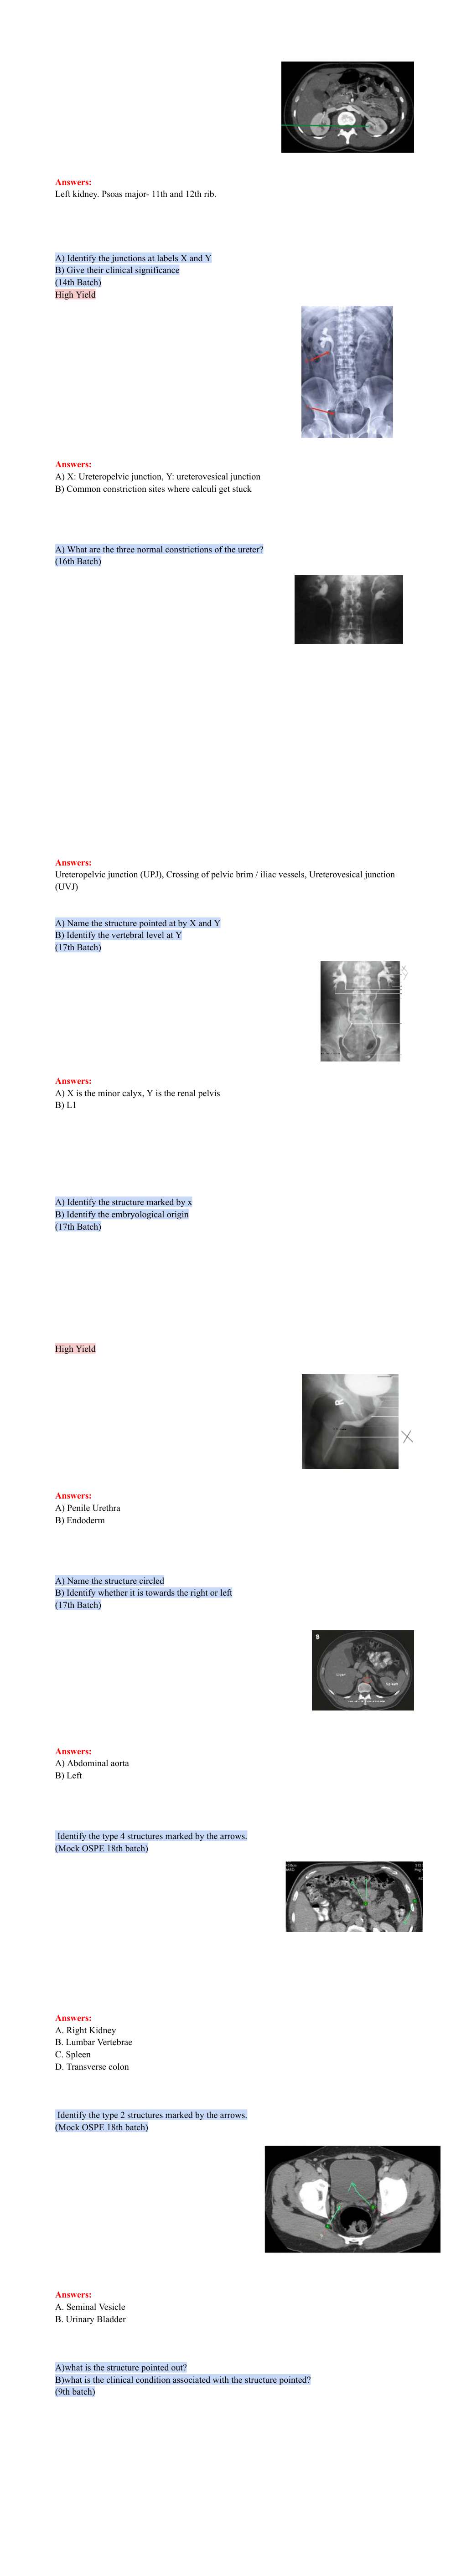 Answers:
Left kidney. Psoas major- 11th and 12th rib.
A) Identify the junctions at labels X and Y
B) Give their clinical significance
(14th Batch)
High Yield
Answers:
A) X: Ureteropelvic junction, Y: ureterovesical junction
B) Common constriction sites where calculi get stuck
A) What are the three normal constrictions of the ureter?
(16th Batch)
Answers:
Ureteropelvic junction (UPJ), Crossing of pelvic brim / iliac vessels, Ureterovesical junction
(UVJ)
A) Name the structure pointed at by X and Y
B) Identify the vertebral level at Y
(17th Batch)
Answers:
A) X is the minor calyx, Y is the renal pelvis
B) L1
A) Identify the structure marked by x
B) Identify the embryological origin
(17th Batch)
High Yield
R
X
Answers:
A) Penile Urethra
B) Endoderm
A) Name the structure circled
B) Identify whether it is towards the right or left
(17th Batch)
Liver
Spleen
Answers:
A) Abdominal aorta
B) Left
Identify the type 4 structures marked by the arrows.
(Mock OSPE 18th batch)
Answers:
A. Right Kidney
B. Lumbar Vertebrae
C. Spleen
D. Transverse colon
Identify the type 2 structures marked by the arrows.
(Mock OSPE 18th batch)
Answers:
A. Seminal Vesicle
B. Urinary Bladder
A)what is the structure pointed out?
B)what is the clinical condition associated with the structure pointed?
(9th batch)